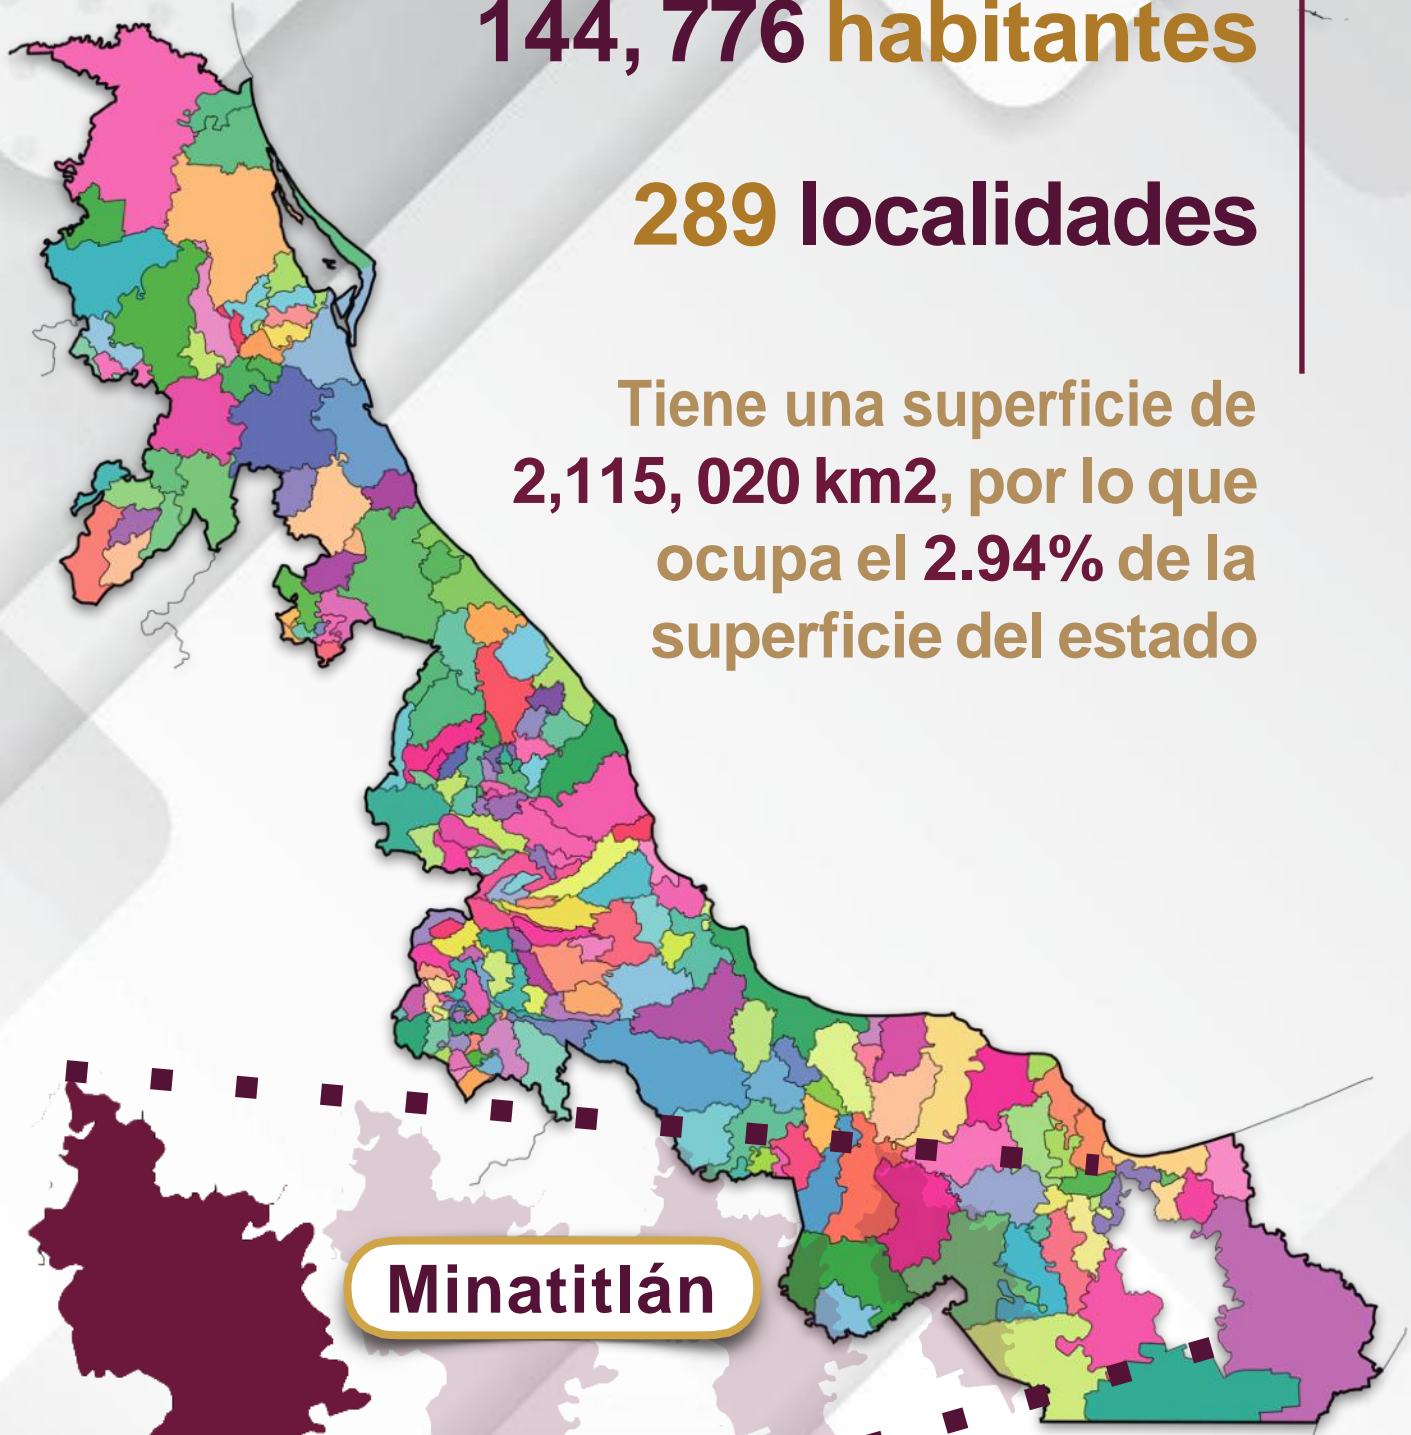 144, 776 habitantes
289 localidades
Tiene una superficie de
2,115, 020 km2, por lo que
ocupa el 2.94% de la
superficie del estado
Minatitlán